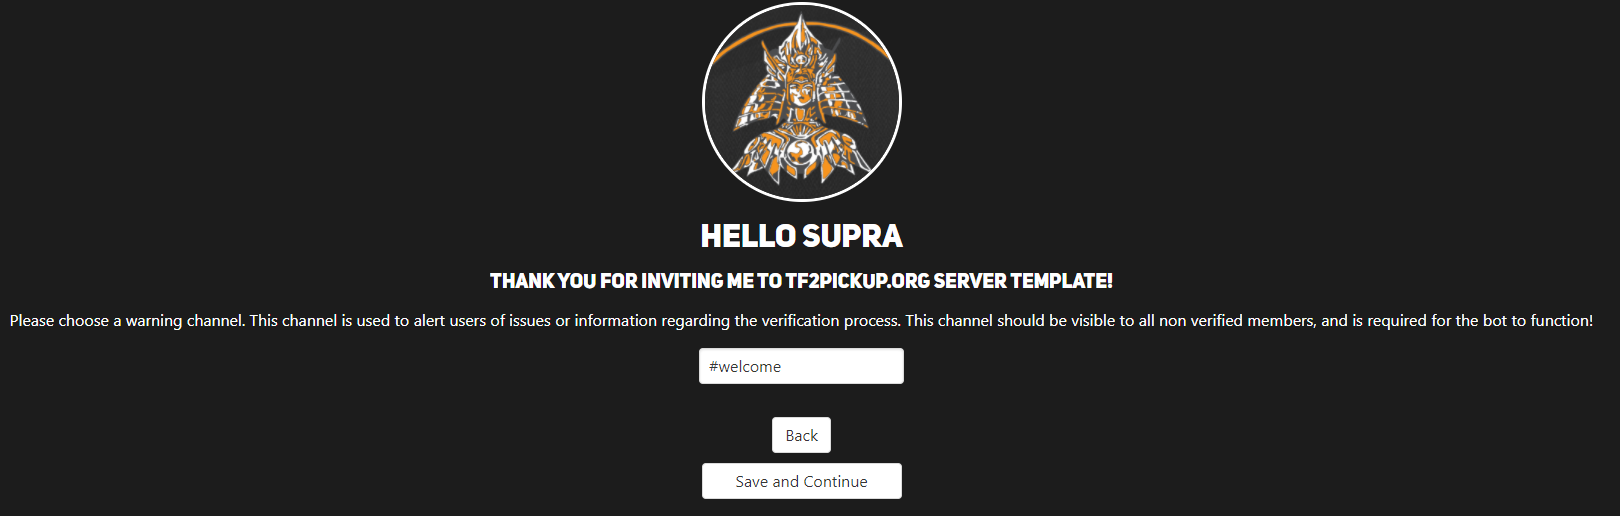 HELLO SUPRA
THANK YOU FOR INVITING ME TO TF2PICKUP.ORG SERVER TEMPLATE!
Please choose a warning channel. This channel is used to alert users of issues or information regarding the verification process. This channel should be visible to all non verified members, and is required for the bot to function!
#welcome
Back
Save and Continue